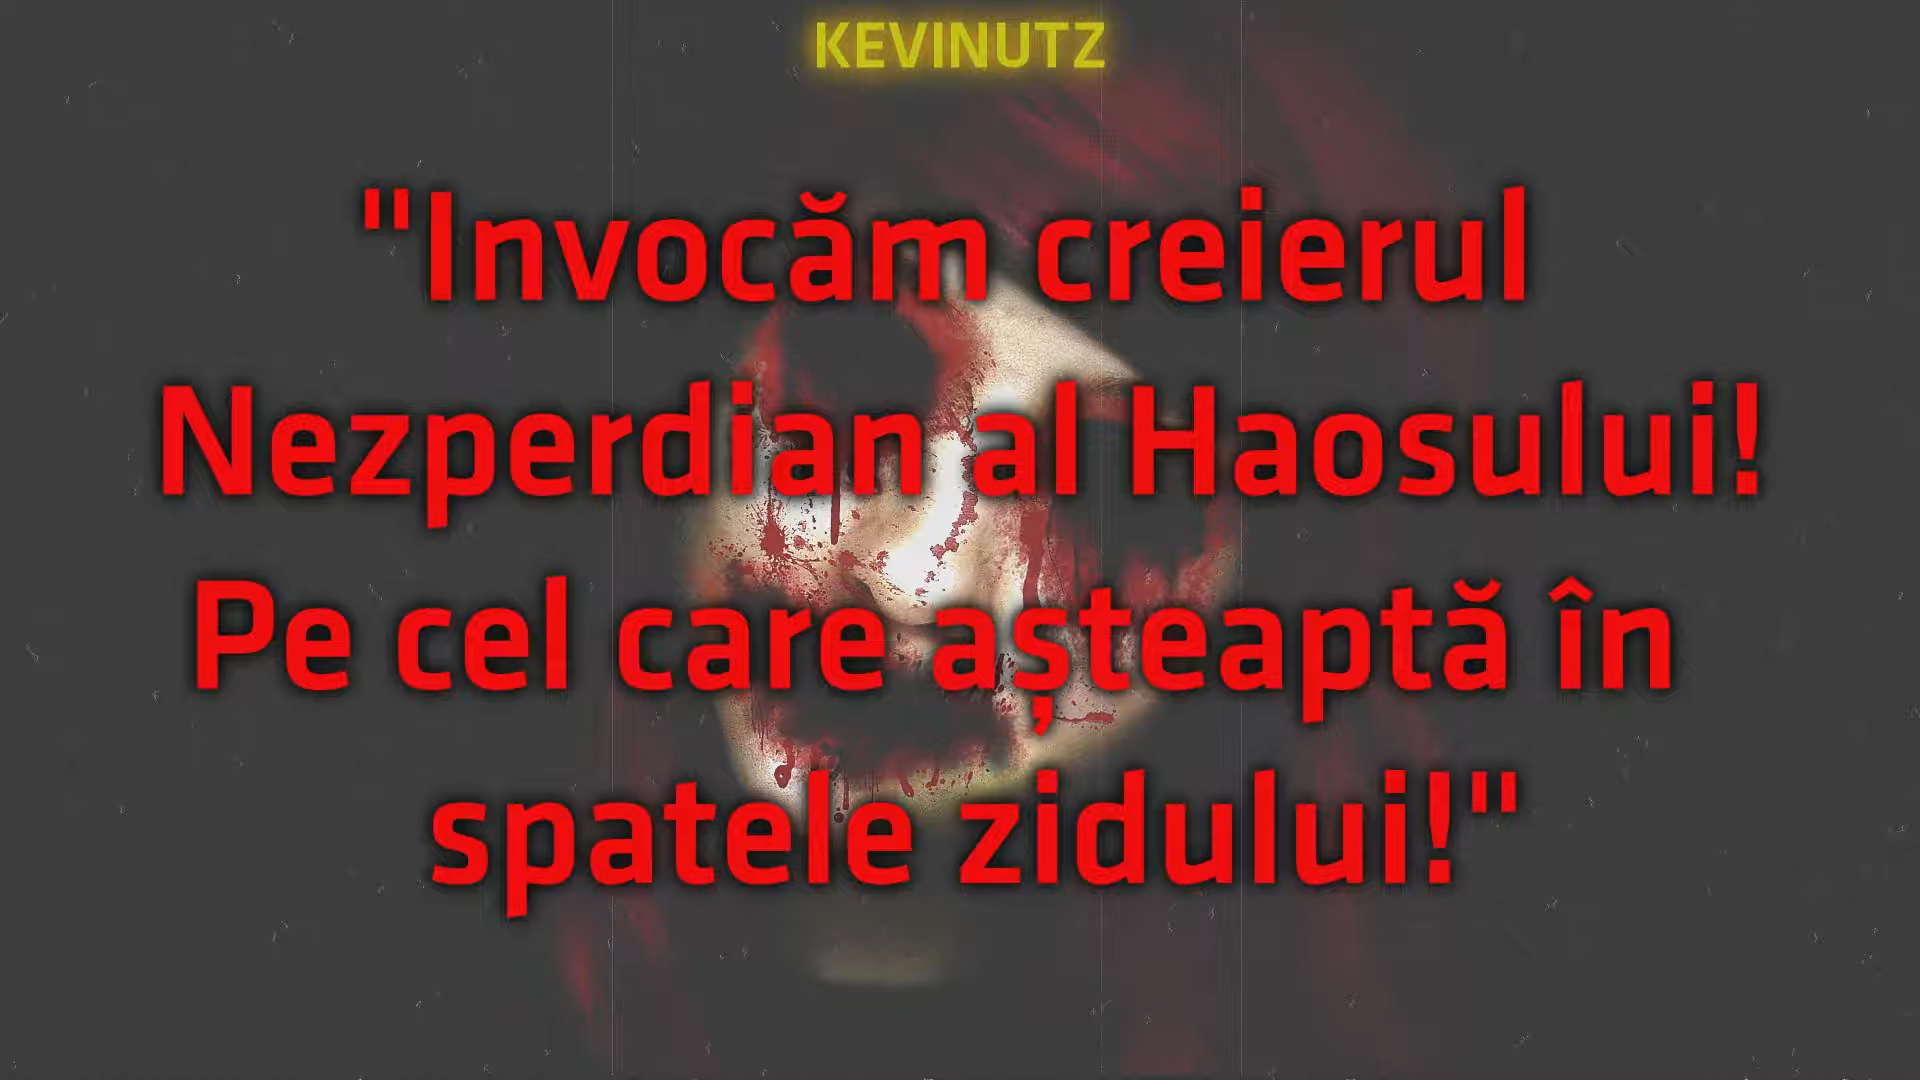 KEVINUTZ
"Invocăm creierul
Nezperdian al Haosului!
Pe cel care așteaptă în
spatele zidului!"